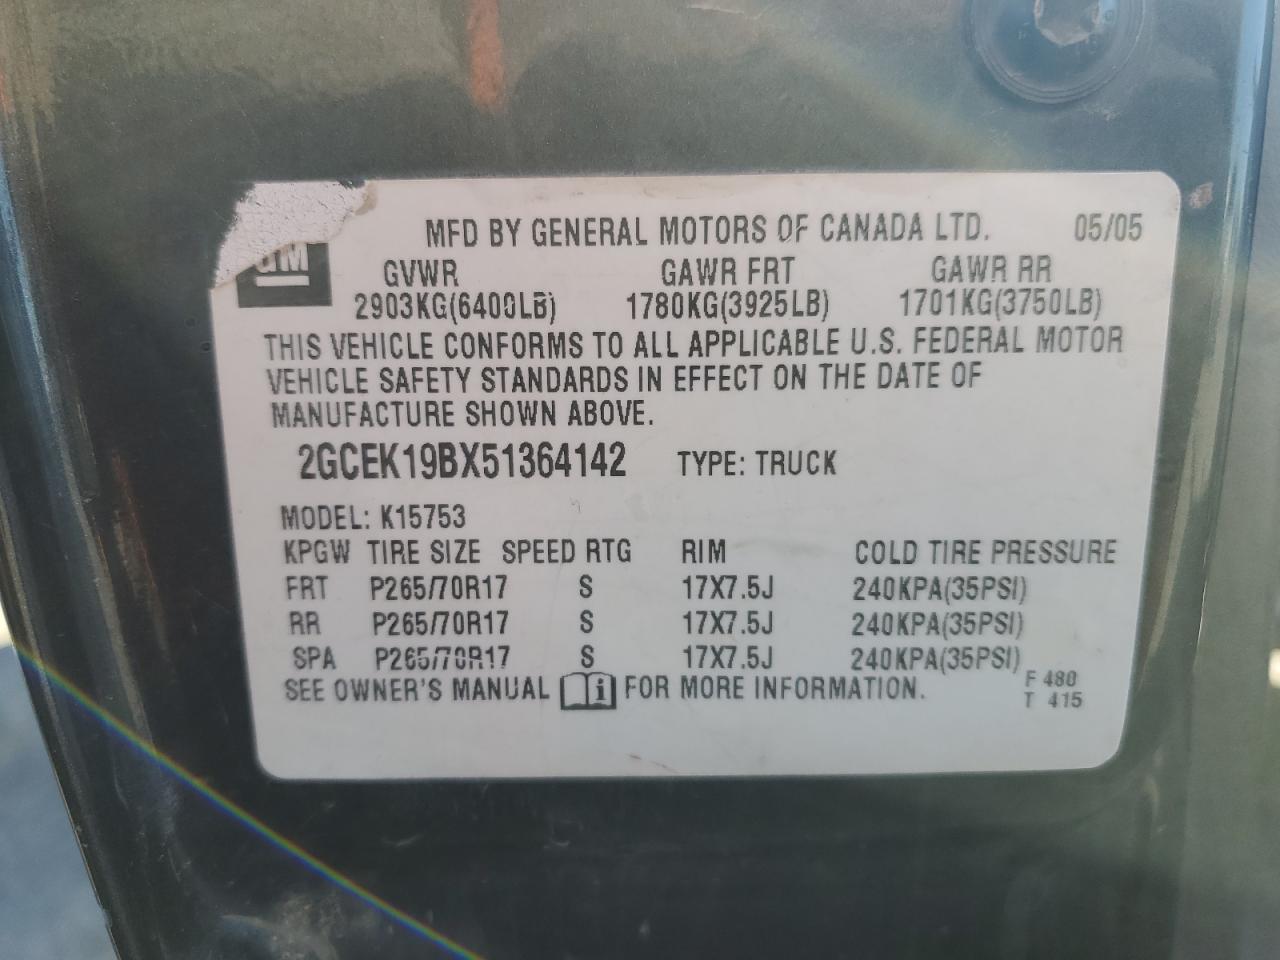 GM
MFD BY GENERAL MOTORS OF CANADA LTD. 05/05
GVWR GAWR FRT GAWR RR
2903KG(6400LB) 1780KG(3925LB) 1701KG(3750LB)
THIS VEHICLE CONFORMS TO ALL APPLICABLE U.S. FEDERAL MOTOR
VEHICLE SAFETY STANDARDS IN EFFECT ON THE DATE OF
MANUFACTURE SHOWN ABOVE.
2GCEK19BX51364142 TYPE: TRUCK
MODEL: K15753
KPGW TIRE SIZE SPEED RTG RIM COLD TIRE PRESSURE
FRT P265/70R17 S 17X7.5J 240KPA(35PSI)
RR P265/70R17 S 17X7.5J 240KPA(35PSI)
SPA P265/70R17 S 17X7.5J 240KPA(35PSI)
SEE OWNER'S MANUAL i FOR MORE INFORMATION. F 480
T 415